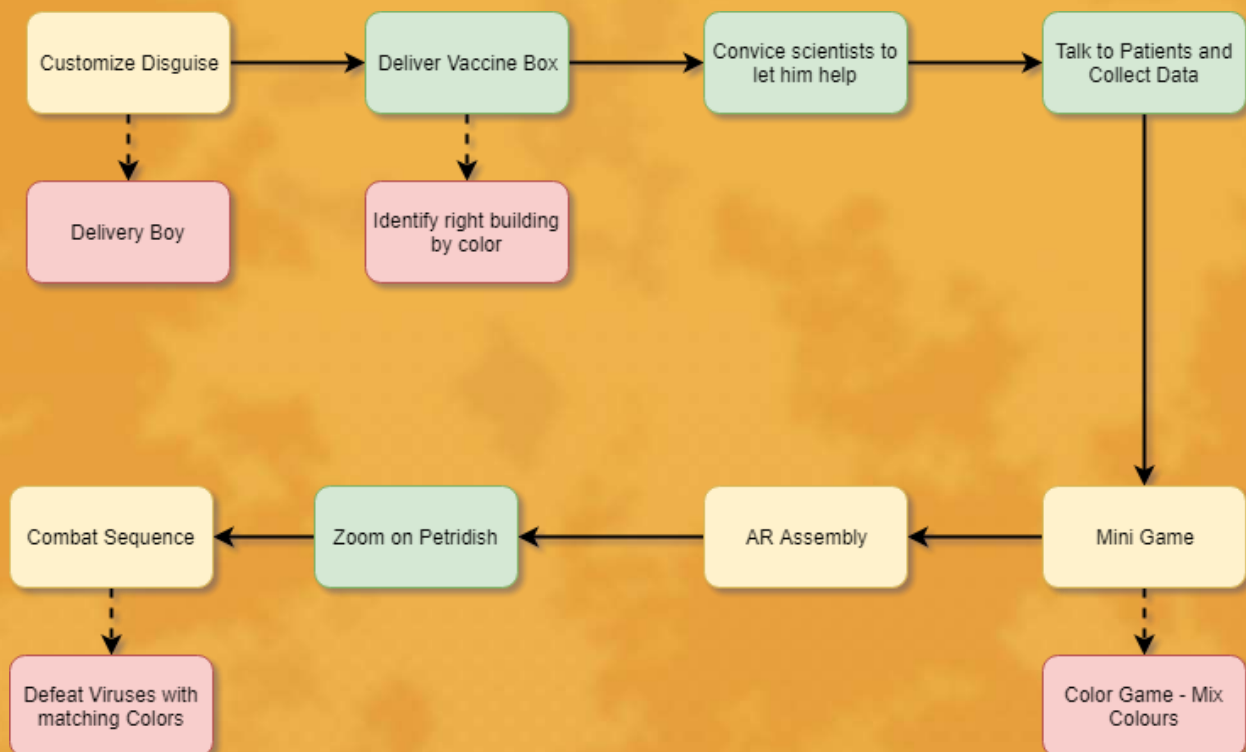 Customize Disguise
Deliver Vaccine Box
Convice scientists to
let him help
Talk to Patients and
Collect Data
Delivery Boy
Identify right building
by color
Combat Sequence
Zoom on Petridish
AR Assembly
Mini Game
Defeat Viruses with
matching Colors
Color Game - Mix
Colours